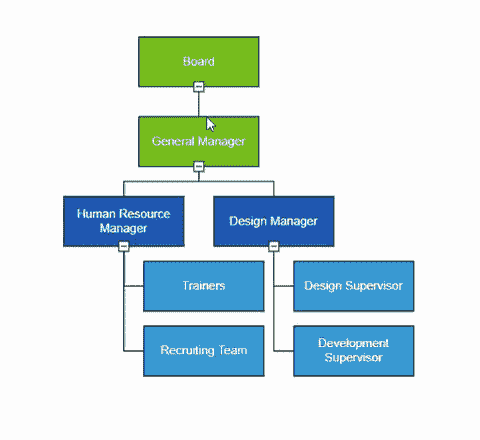 Board
General Manager
Human Resource
Manager
Design Manager
Trainers
Design Supervisor
Recruiting Team
Development
Supervisor